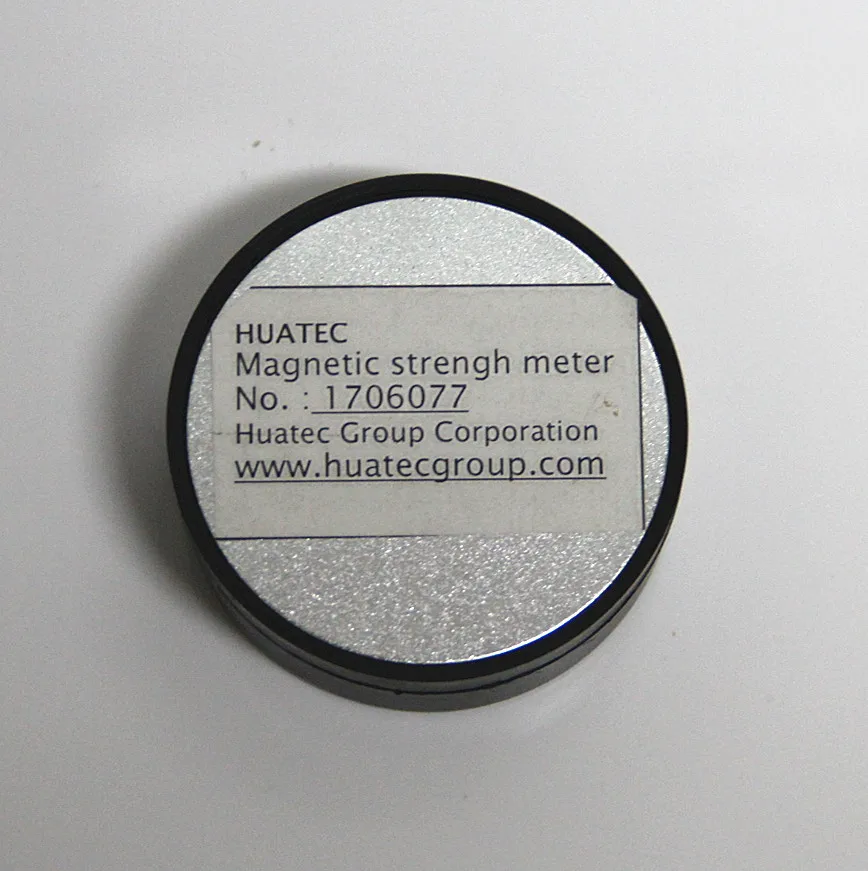 HUATEC
Magnetic strengh meter
No. : 1706077
Huatec Group Corporation
www.huatecgroup.com